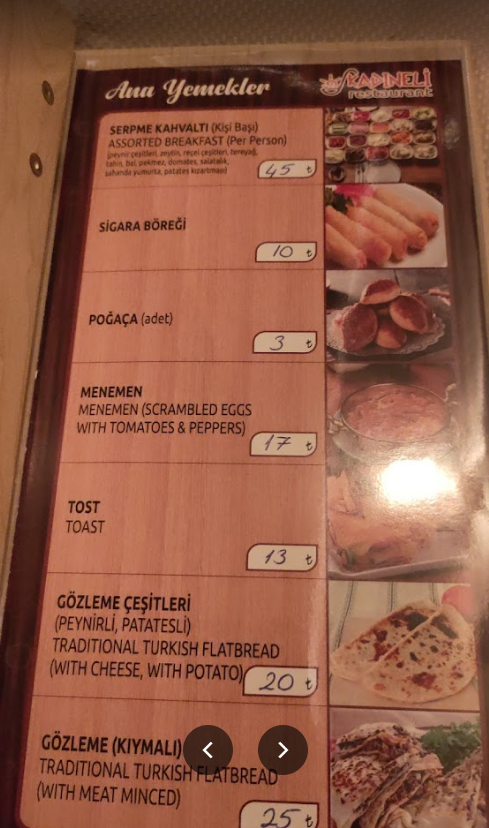 Ana Yemekler
KADINELİ
restaurant
SERPME KAHVALTI (Kişi Başı)
ASSORTED BREAKFAST (Per Person)
(peynir çeşitleri, zeytin, reçel çeşitleri, tereyağ,
tahin, bal, pekmez, domates, salatalık,
sahanda yumurta, patates kızartması)
45 ₺
SİGARA BÖREĞİ
10 ₺
POĞAÇA (adet)
3 ₺
MENEMEN
MENEMEN (SCRAMBLED EGGS
WITH TOMATOES & PEPPERS)
17 ₺
TOST
TOAST
13 ₺
GÖZLEME ÇEŞİTLERİ
(PEYNİRLİ, PATATESLİ)
TRADITIONAL TURKISH FLATBREAD
(WITH CHEESE, WITH POTATO)
20 ₺
GÖZLEME (KIYMALI)
TRADITIONAL TURKISH FLATBREAD
(WITH MEAT MINCED)
25 ₺